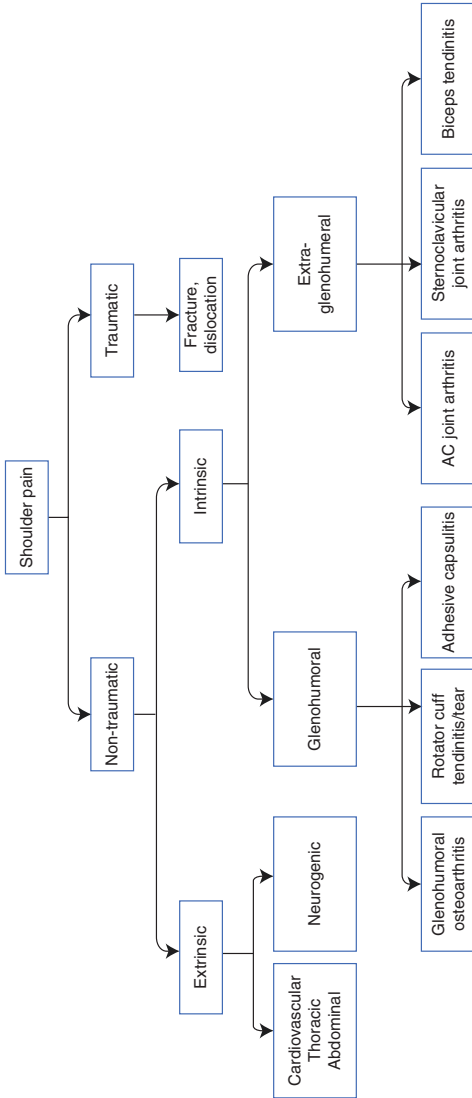 Shoulder pain
Non-traumatic
Traumatic
Extrinsic
Intrinsic
Fracture,
dislocation
Cardiovascular
Thoracic
Abdominal
Neurogenic
Glenohumoral
Extra-
glenohumeral
Glenohumoral
osteoarthritis
Rotator cuff
tendinitis/tear
Adhesive capsulitis
AC joint arthritis
Sternoclavicular
joint arthritis
Biceps tendinitis